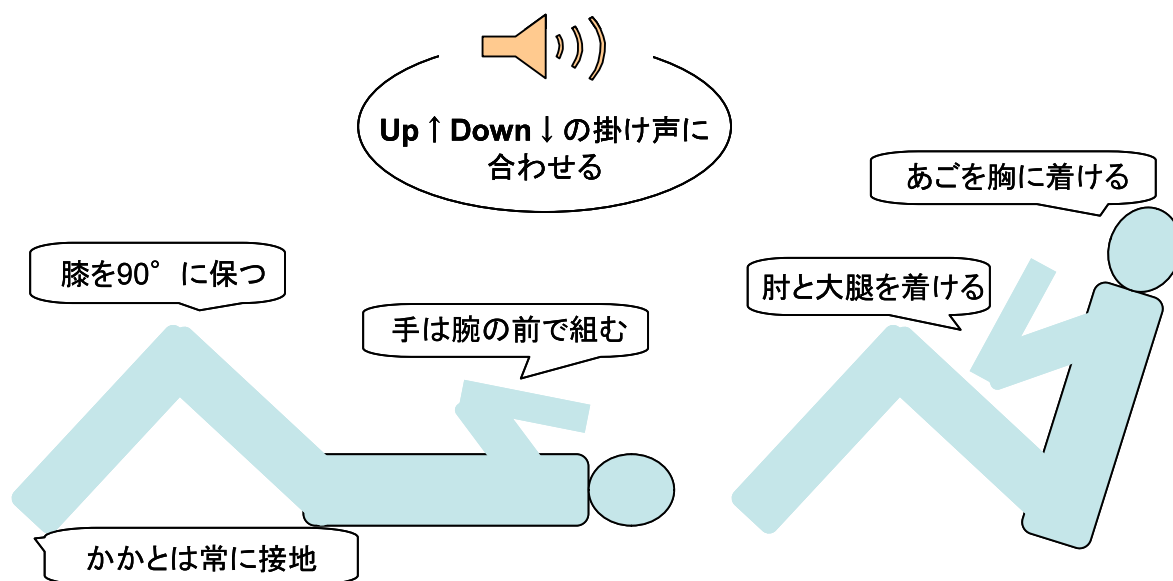 Up↑Down↓の掛け声に
合わせる
あごを胸に着ける
膝を90°に保つ
肘と大腿を着ける
手は腕の前で組む
かかとは常に接地